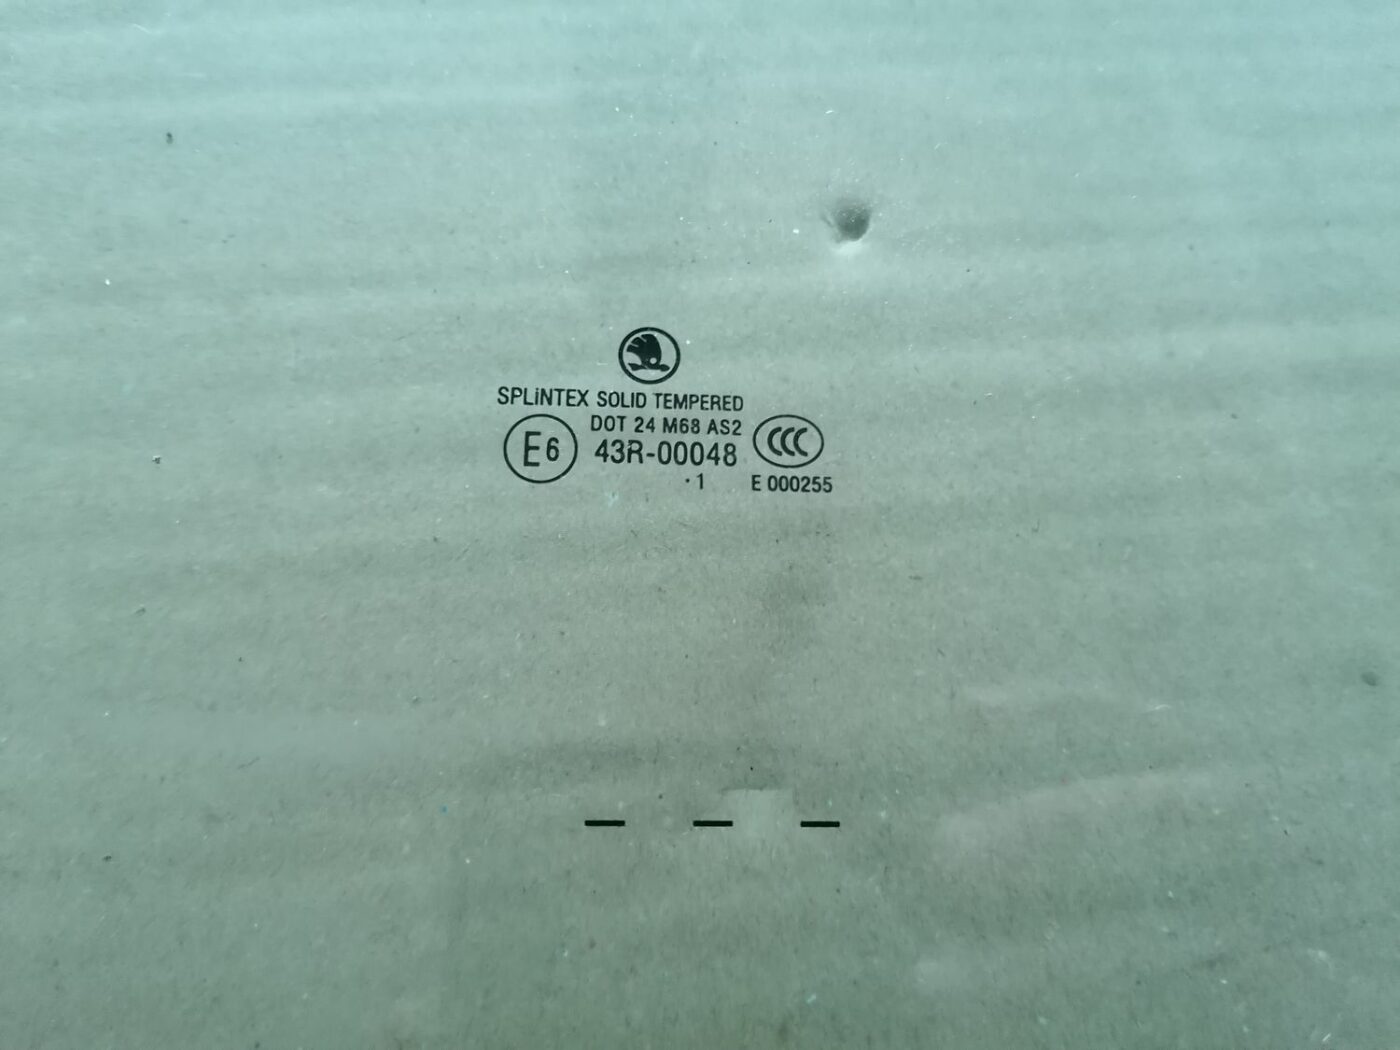 SPLiNTEX SOLID TEMPERED
DOT 24 M68 AS2
E6 43R-00048 CCC
·1 E 000255